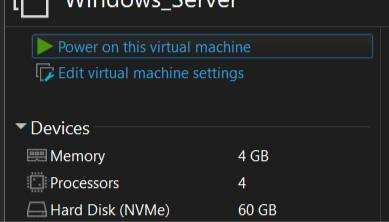 Windows_Server
Power on this virtual machine
Edit virtual machine settings
Devices
Memory 4 GB
Processors 4
Hard Disk (NVMe) 60 GB